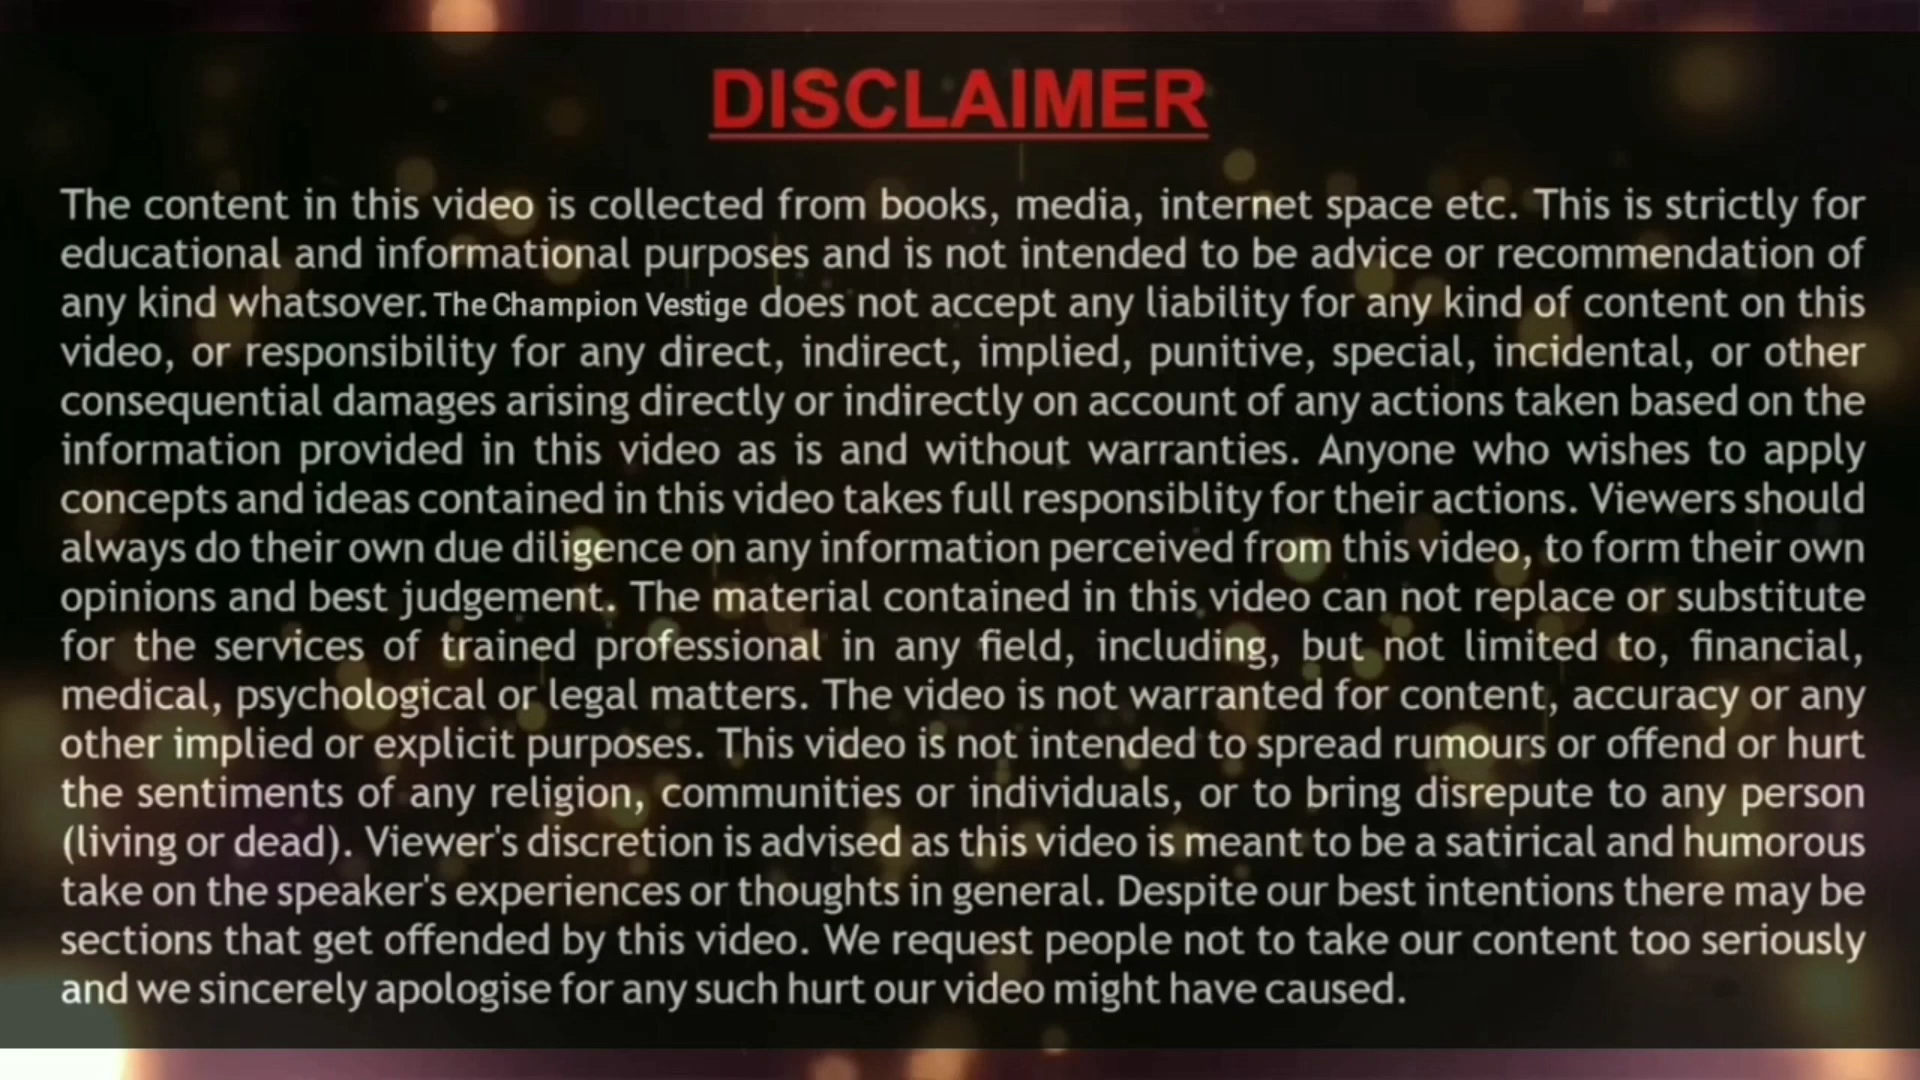 DISCLAIMER
The content in this video is collected from books, media, internet space etc. This is strictly for
educational and informational purposes and is not intended to be advice or recommendation of
any kind whatsover. The Champion Vestige does not accept any liability for any kind of content on this
video, or responsibility for any direct, indirect, implied, punitive, special, incidental, or other
consequential damages arising directly or indirectly on account of any actions taken based on the
information provided in this video as is and without warranties. Anyone who wishes to apply
concepts and ideas contained in this video takes full responsiblity for their actions. Viewers should
always do their own due diligence on any information perceived from this video, to form their own
opinions and best judgement. The material contained in this video can not replace or substitute
for the services of trained professional in any field, including, but not limited to, financial,
medical, psychological or legal matters. The video is not warranted for content, accuracy or any
other implied or explicit purposes. This video is not intended to spread rumours or offend or hurt
the sentiments of any religion, communities or individuals, or to bring disrepute to any person
(living or dead). Viewer's discretion is advised as this video is meant to be a satirical and humorous
take on the speaker's experiences or thoughts in general. Despite our best intentions there may be
sections that get offended by this video. We request people not to take our content too seriously
and we sincerely apologise for any such hurt our video might have caused.